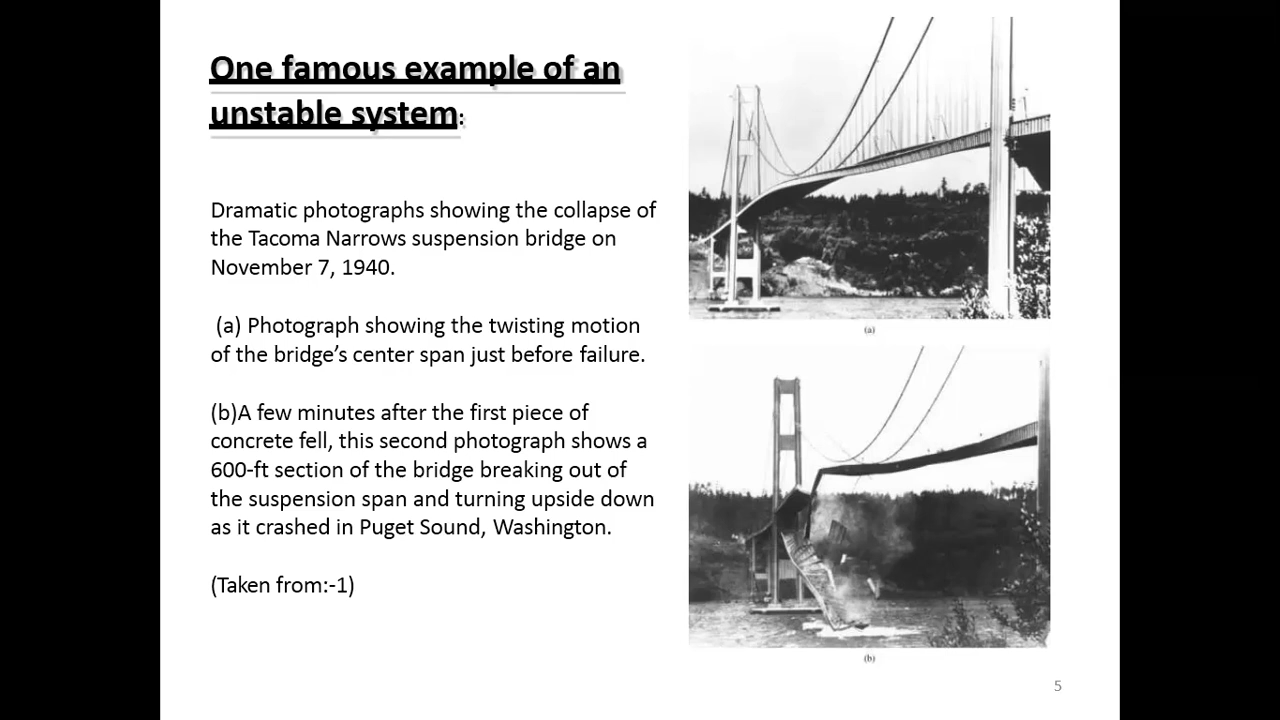 One famous example of an
unstable system:
Dramatic photographs showing the collapse of
the Tacoma Narrows suspension bridge on
November 7, 1940.
(a) Photograph showing the twisting motion
of the bridge’s center span just before failure.
(b)A few minutes after the first piece of
concrete fell, this second photograph shows a
600-ft section of the bridge breaking out of
the suspension span and turning upside down
as it crashed in Puget Sound, Washington.
(Taken from:-1)
(a)
(b)
5